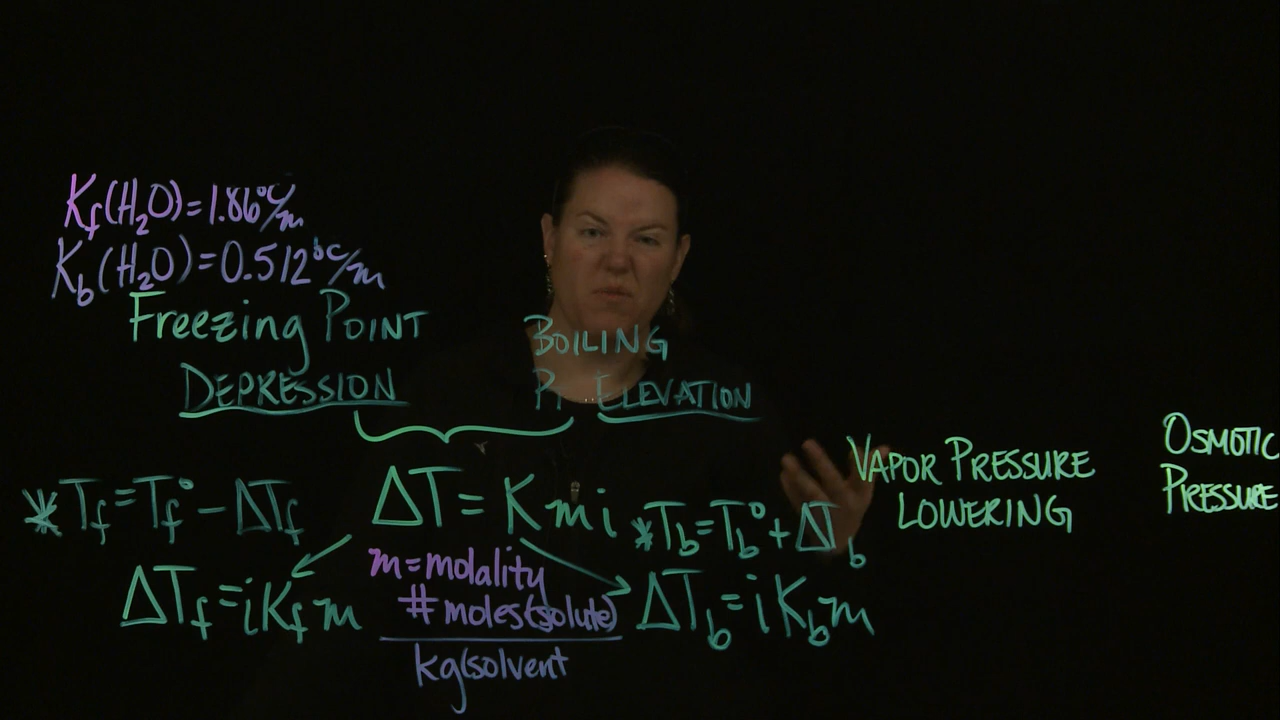 Kf(H₂O)=1.86°C/m
Kb(H₂O)=0.512°C/m
Freezing Point
Depression
Boiling
Pt Elevation
Vapor Pressure
Lowering
Osmotic
Pressure
*Tf=Tf°-ΔTf
ΔT=Kmi
*Tb=Tb°+ΔTb
ΔTf=iKfm
m=molality
#moles(solute)
kg(solvent
ΔTb=iKbm